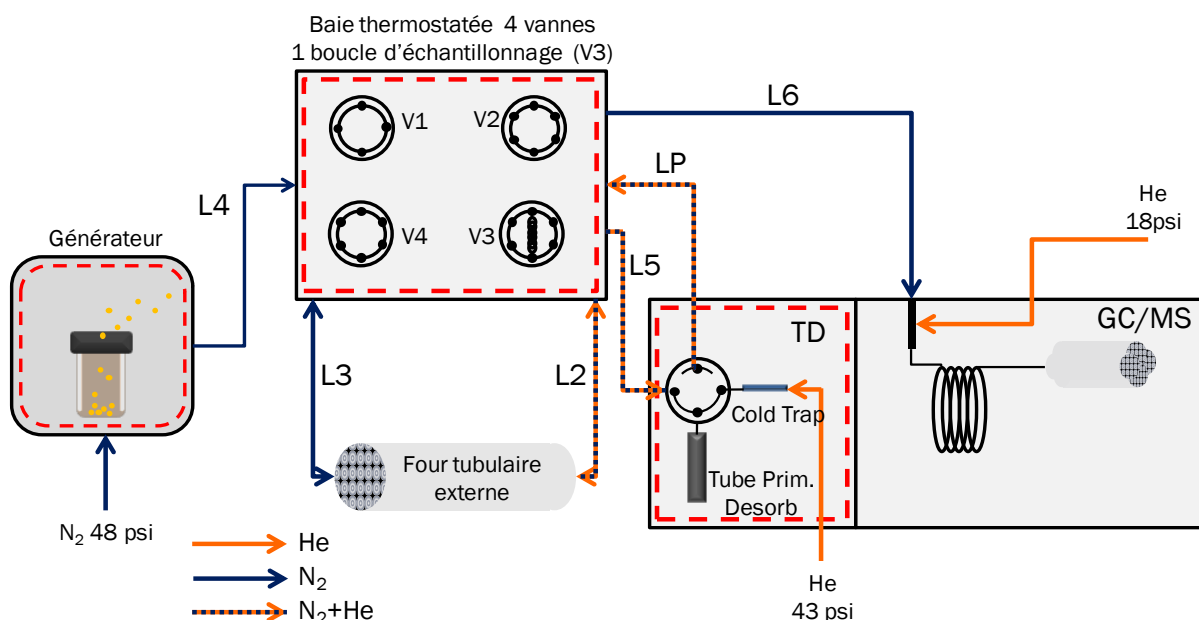 Baie thermostatée 4 vannes
1 boucle d'échantillonnage (V3)
V1
V2
V4
V3
L6
LP
L4
L5
He
18psi
Générateur
TD
GC/MS
L3
L2
Cold Trap
Four tubulaire
externe
Tube Prim.
Desorb
N₂ 48 psi
He
N₂
N₂+He
He
43 psi